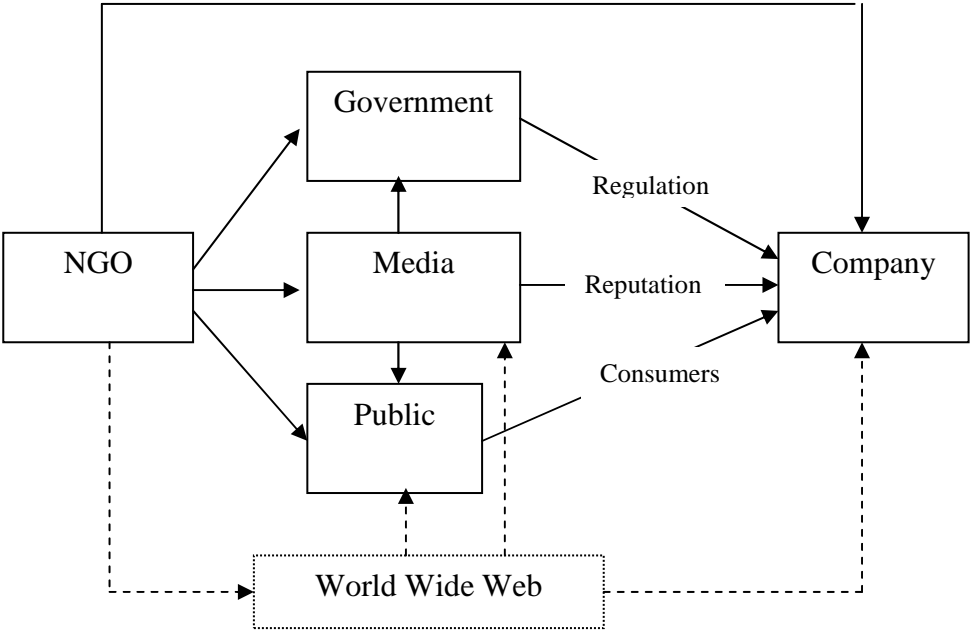 Government
Regulation
NGO
Media
Company
Reputation
Consumers
Public
World Wide Web